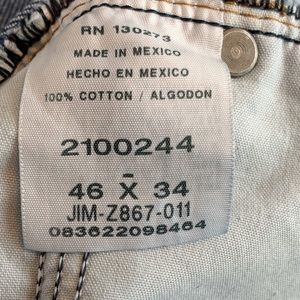 RN 130273
MADE IN MEXICO
HECHO EN MEXICO
100% COTTON / ALGODON
2100244
46 X 34
JIM-Z867-011
083622098464